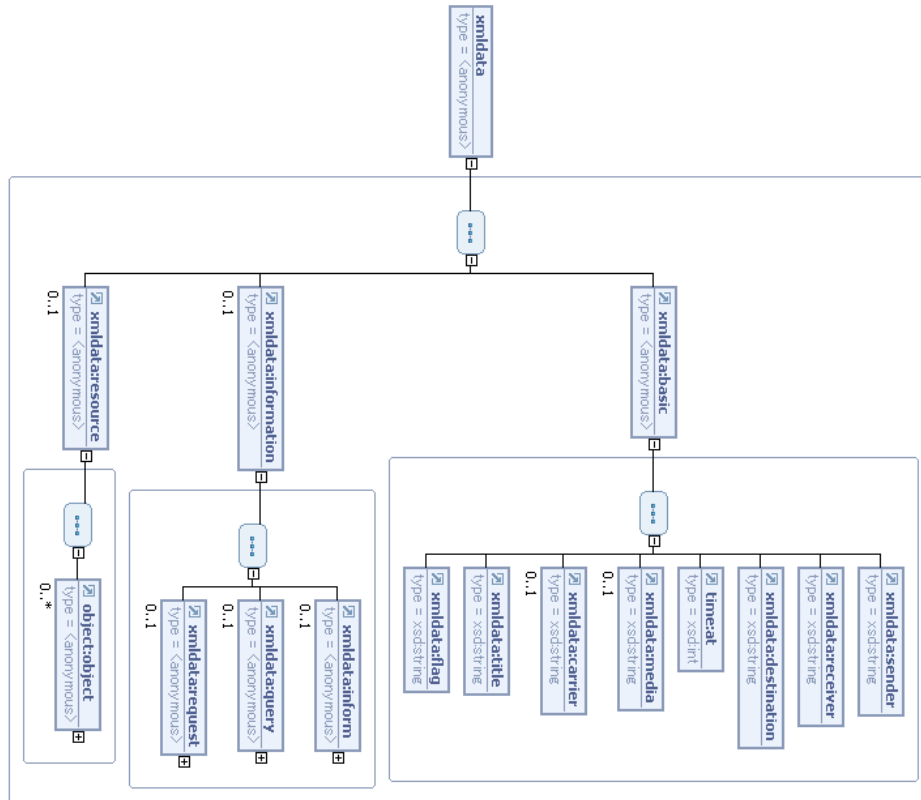 xmldata
type = <anonymous>
xmldata:basic
type = <anonymous>
xmldata:sender
type = xsd:string
xmldata:receiver
type = xsd:string
xmldata:destination
type = xsd:string
time:at
type = xsd:int
xmldata:media
type = xsd:string
0..1
xmldata:carrier
type = xsd:string
0..1
xmldata:title
type = xsd:string
xmldata:flag
type = xsd:string
xmldata:information
type = <anonymous>
0..1
xmldata:inform
type = <anonymous>
0..1
xmldata:query
type = <anonymous>
0..1
xmldata:request
type = <anonymous>
0..1
xmldata:resource
type = <anonymous>
0..1
object:object
type = <anonymous>
0..*